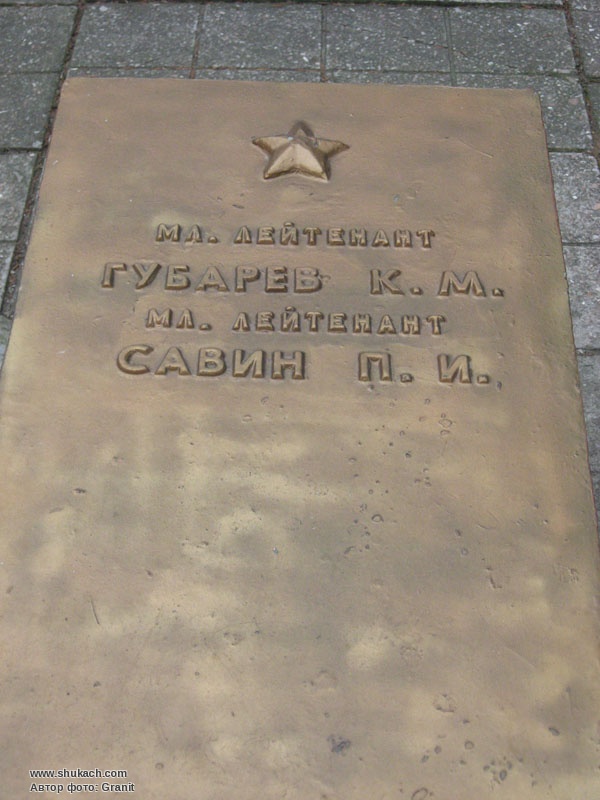 МЛ. ЛЕЙТЕНАНТ
ГУБАРЕВ К. М.
МЛ. ЛЕЙТЕНАНТ
САВИН П. И.
www.shukach.com
Автор фото: Granit